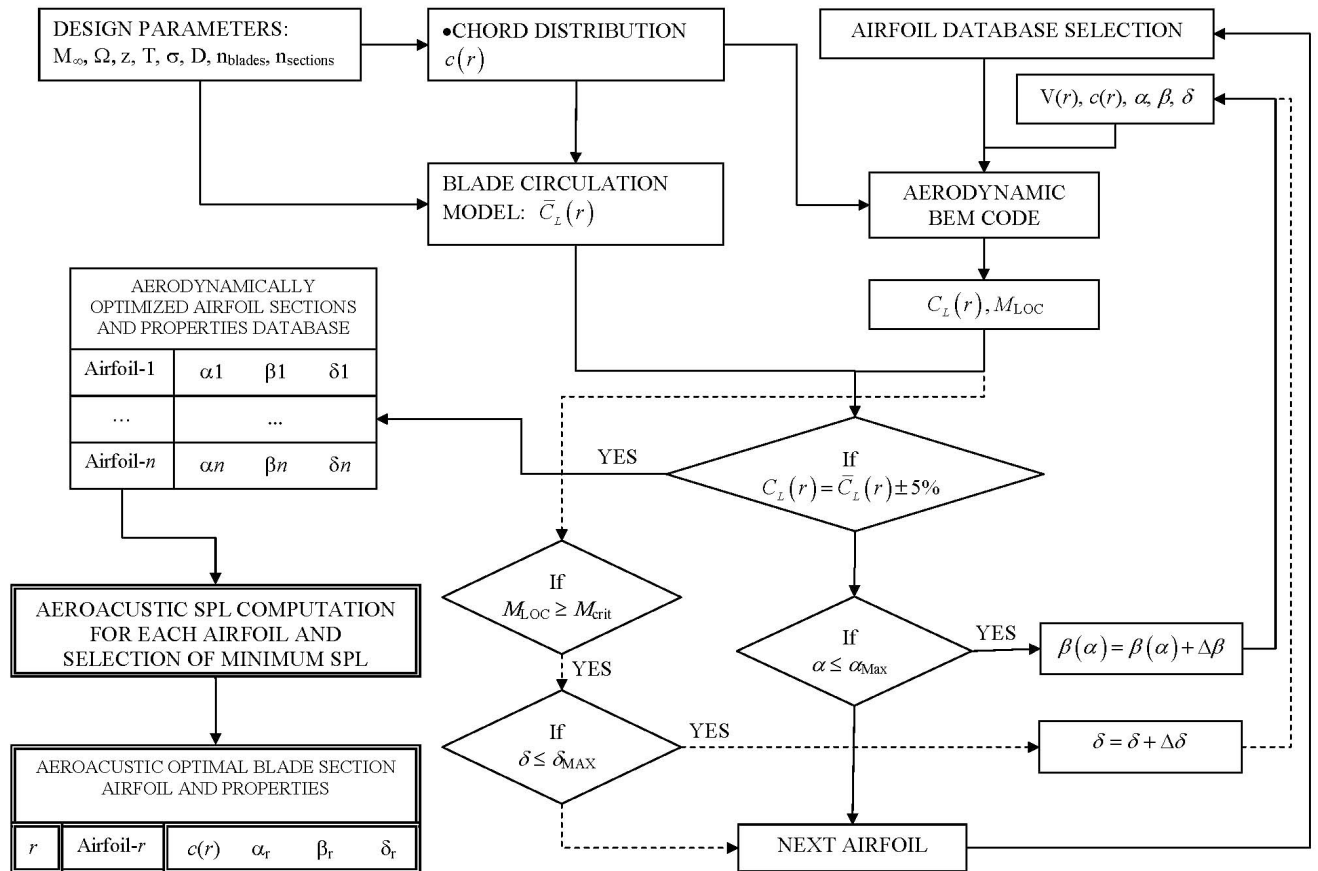 DESIGN PARAMETERS:
M∞, Ω, z, T, σ, D, nblades, nsections
•CHORD DISTRIBUTION
c(r)
AIRFOIL DATABASE SELECTION
V(r), c(r), α, β, δ
BLADE CIRCULATION
MODEL: C̅L(r)
AERODYNAMIC
BEM CODE
CL(r), MLOC
AERODYNAMICALLY
OPTIMIZED AIRFOIL SECTIONS
AND PROPERTIES DATABASE
Airfoil-1 α1 β1 δ1
... ...
Airfoil-n αn βn δn
YES
If
CL(r) = C̅L(r) ± 5%
If
MLOC ≥ Mcrit
YES
If
α ≤ αMax
YES
β(α) = β(α) + Δβ
AEROACUSTIC SPL COMPUTATION
FOR EACH AIRFOIL AND
SELECTION OF MINIMUM SPL
If
δ ≤ δMAX
YES
δ = δ + Δδ
AEROACUSTIC OPTIMAL BLADE SECTION
AIRFOIL AND PROPERTIES
r Airfoil-r c(r) αr βr δr
NEXT AIRFOIL